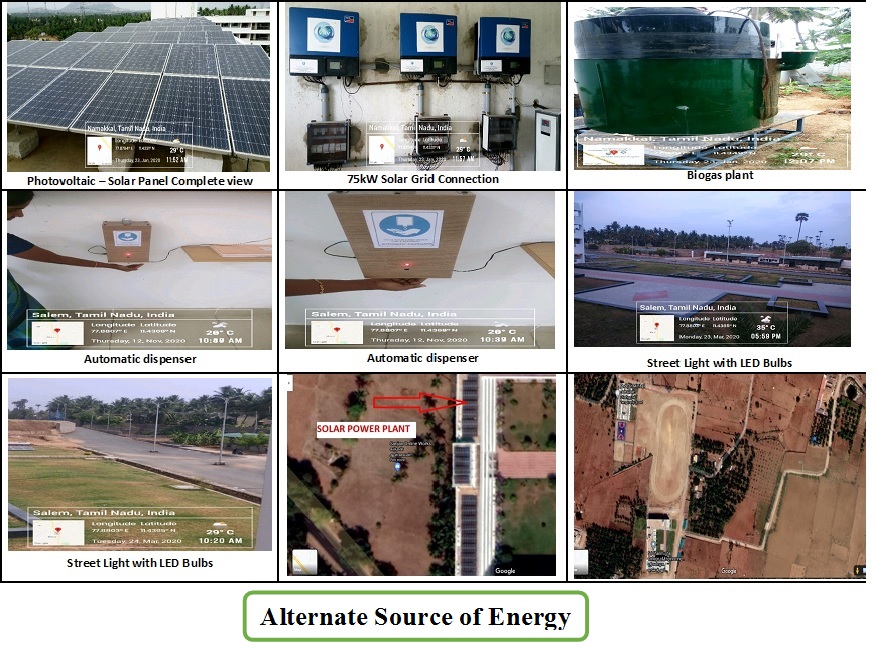 Namakkal, Tamil Nadu, India
Longitude Latitude
29° C
Thursday, 23, Jan, 2020
11:52 AM
Photovoltaic – Solar Panel Complete view
Namakkal, Tamil Nadu, India
Longitude Latitude
29° C
Thursday, 23, Jan, 2020
11:57 AM
75kW Solar Grid Connection
Namakkal, Tamil Nadu, India
Longitude Latitude
29° C
Thursday, 23, Jan, 2020
12:07 PM
Biogas plant
Salem, Tamil Nadu, India
Longitude Latitude
28° C
Thursday, 12, Nov, 2020
Automatic dispenser
Salem, Tamil Nadu, India
Longitude Latitude
28° C
Thursday, 12, Nov, 2020
10:39 AM
Automatic dispenser
Salem, Tamil Nadu, India
Longitude Latitude
35° C
Monday, 23, Mar, 2020
05:59 PM
Street Light with LED Bulbs
Salem, Tamil Nadu, India
Longitude Latitude
29° C
Tuesday, 24, Mar, 2020
10:20 AM
Street Light with LED Bulbs
SOLAR POWER PLANT
Google
Google
Alternate Source of Energy